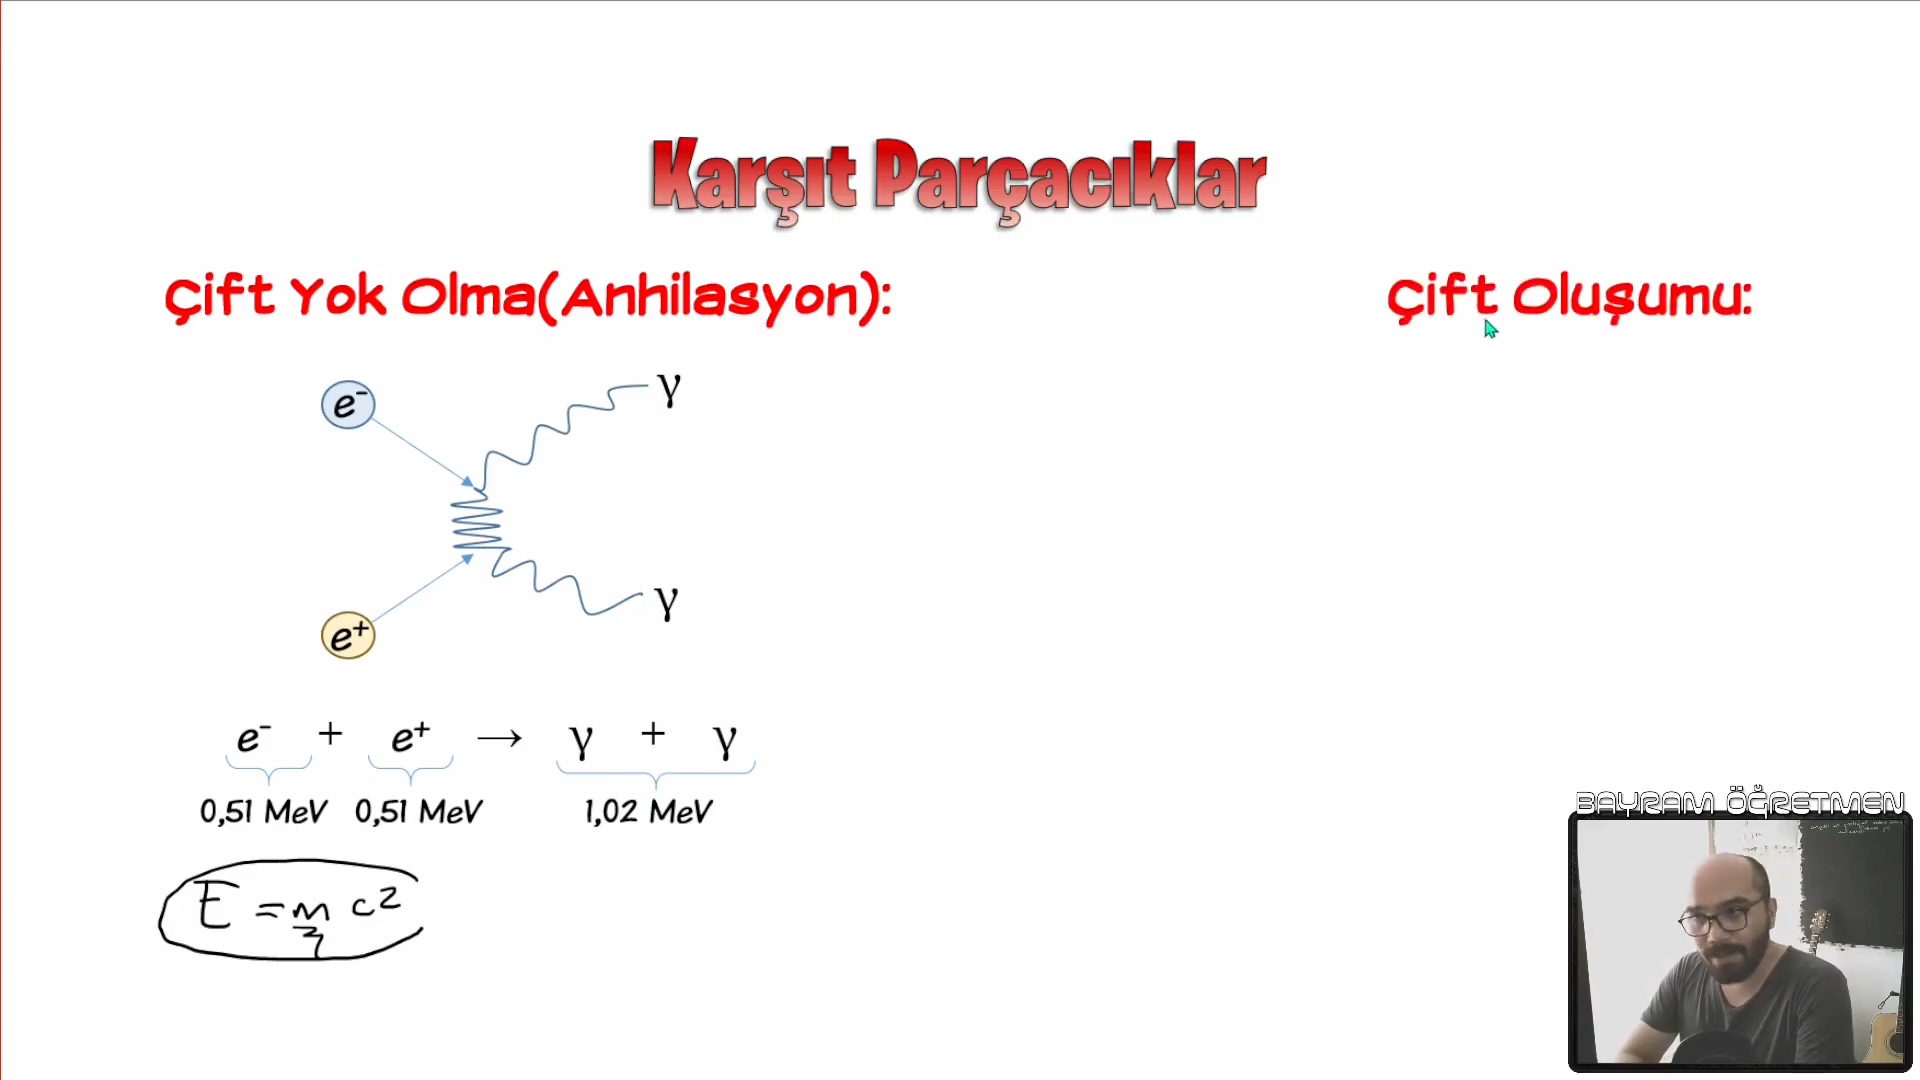 Karşıt Parçacıklar
Çift Yok Olma(Anhilasyon):
Çift Oluşumu:
e⁻
γ
γ
e⁺
e⁻ + e⁺ → γ + γ
0,51 MeV 0,51 MeV 1,02 MeV
E = m c²
BAYRAM ÖĞRETMEN